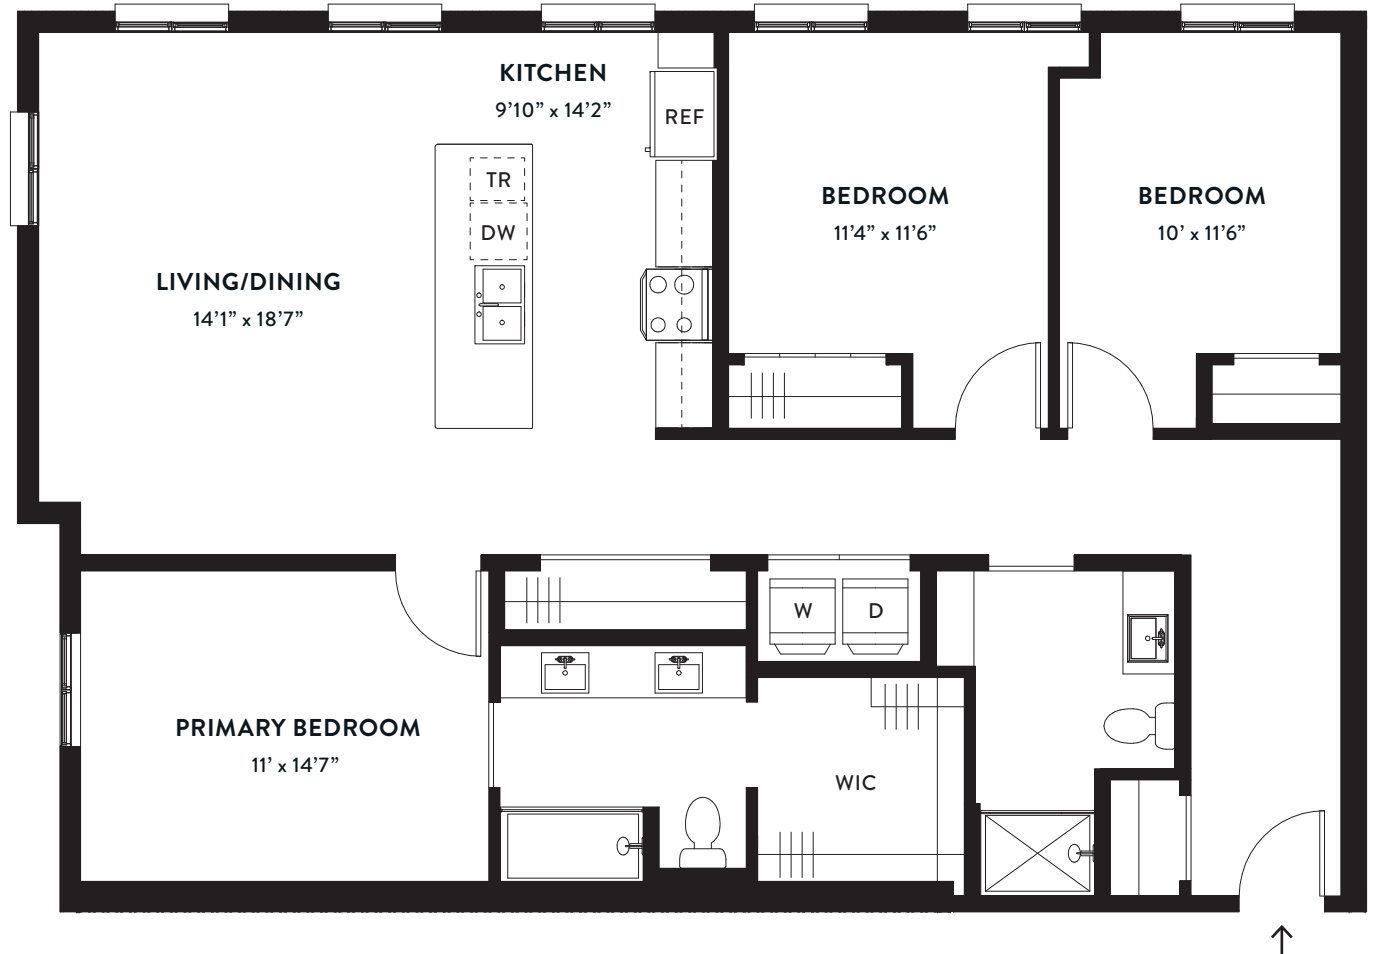 KITCHEN
9'10” x 14'2”
REF
TR
DW
BEDROOM
11'4” x 11'6”
BEDROOM
10’ x 11'6”
LIVING/DINING
14'1” x 18'7”
W
D
PRIMARY BEDROOM
11’ x 14'7”
WIC